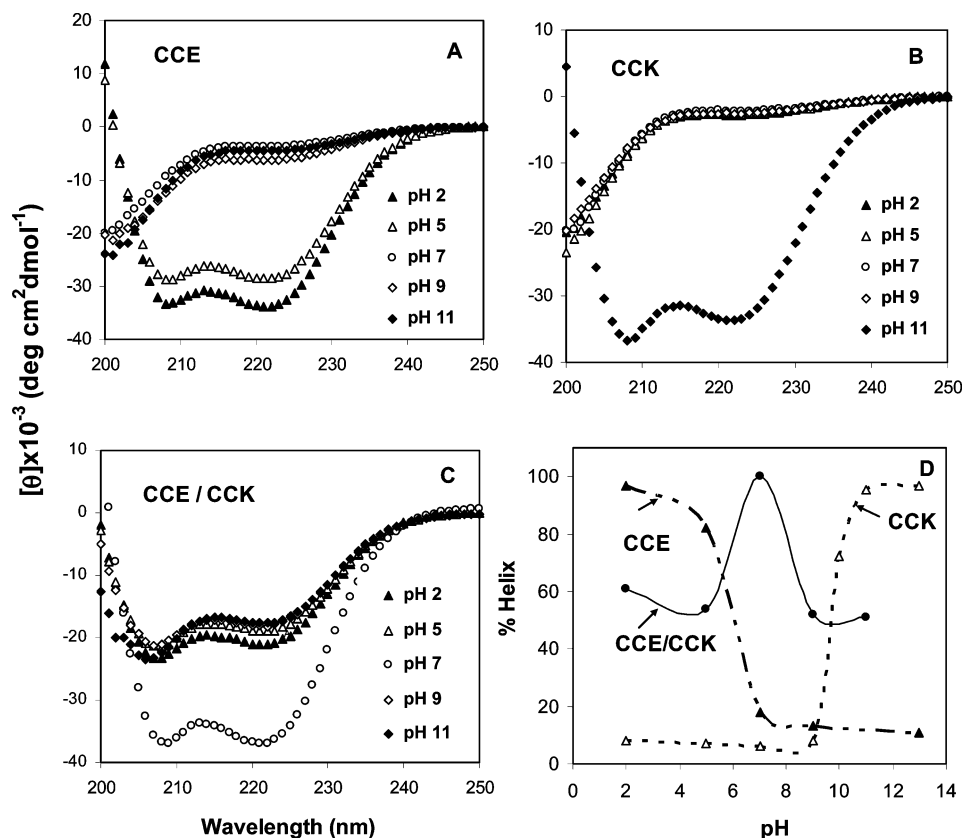 [θ]x10⁻³ (deg cm²dmol⁻¹)
20
10
0
-10
-20
-30
-40
200
210
220
230
240
250
CCE
A
pH 2
pH 5
pH 7
pH 9
pH 11
10
0
-10
-20
-30
-40
200
210
220
230
240
250
CCK
B
pH 2
pH 5
pH 7
pH 9
pH 11
10
0
-10
-20
-30
-40
200
210
220
230
240
250
CCE / CCK
C
pH 2
pH 5
pH 7
pH 9
pH 11
Wavelength (nm)
% Helix
100
80
60
40
20
0
0
2
4
6
8
10
12
14
D
CCE
CCK
CCE/CCK
pH